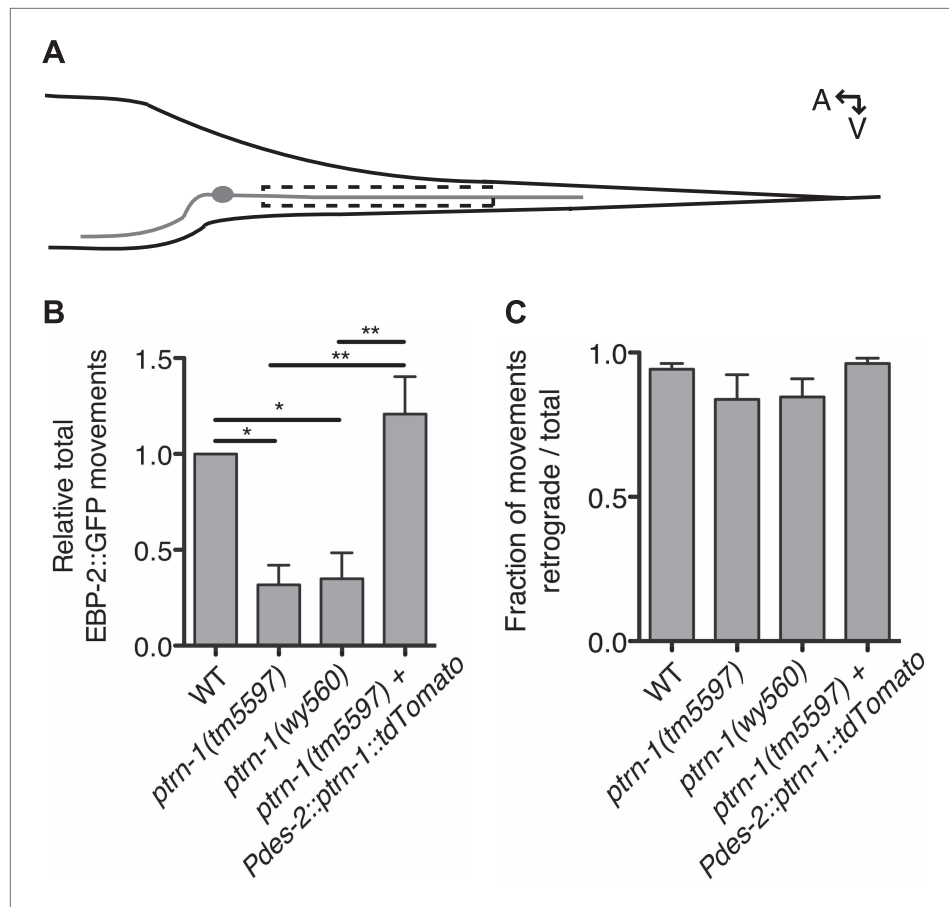 A
A
V
B
Relative total
EBP-2::GFP movements
1.5
1.0
0.5
0.0
**
**
*
*
WT
ptrn-1(tm5597)
ptrn-1(wy560)
ptrn-1(tm5597) +
Pdes-2::ptrn-1::tdTomato
C
Fraction of movements
retrograde / total
1.0
0.5
0.0
WT
ptrn-1(tm5597)
ptrn-1(wy560)
ptrn-1(tm5597) +
Pdes-2::ptrn-1::tdTomato